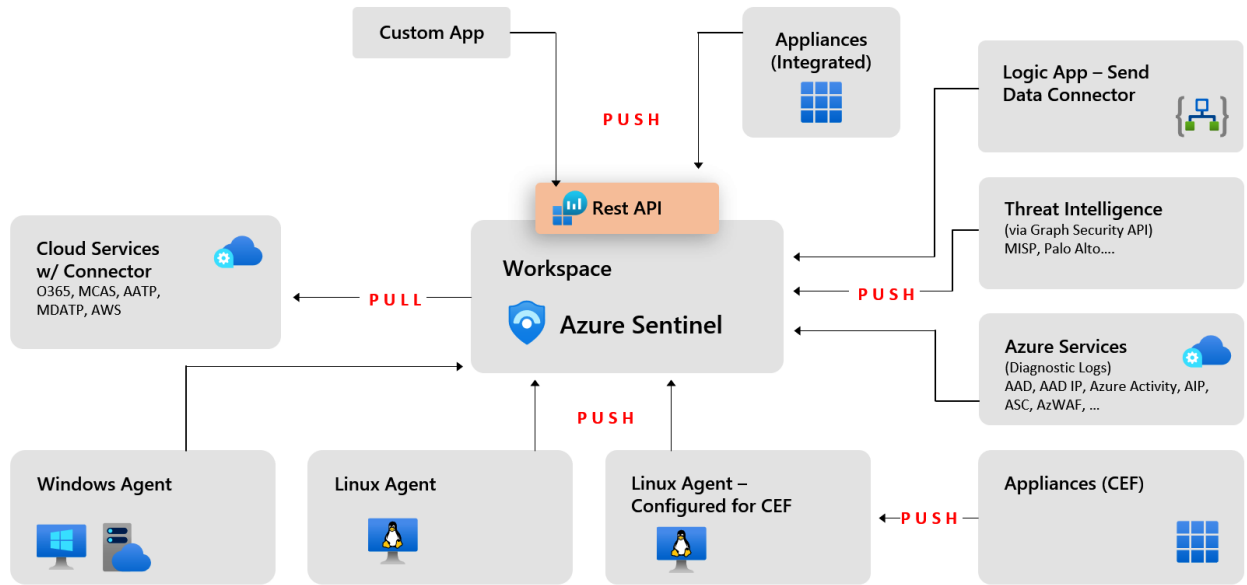 Custom App
Appliances
(Integrated)
Logic App – Send
Data Connector
PUSH
Rest API
Threat Intelligence
(via Graph Security API)
MISP, Palo Alto....
Cloud Services
w/ Connector
O365, MCAS, AATP,
MDATP, AWS
Workspace
PULL
PUSH
Azure Sentinel
Azure Services
(Diagnostic Logs)
AAD, AAD IP, Azure Activity, AIP,
ASC, AzWAF, ...
PUSH
Windows Agent
Linux Agent
Linux Agent –
Configured for CEF
Appliances (CEF)
PUSH